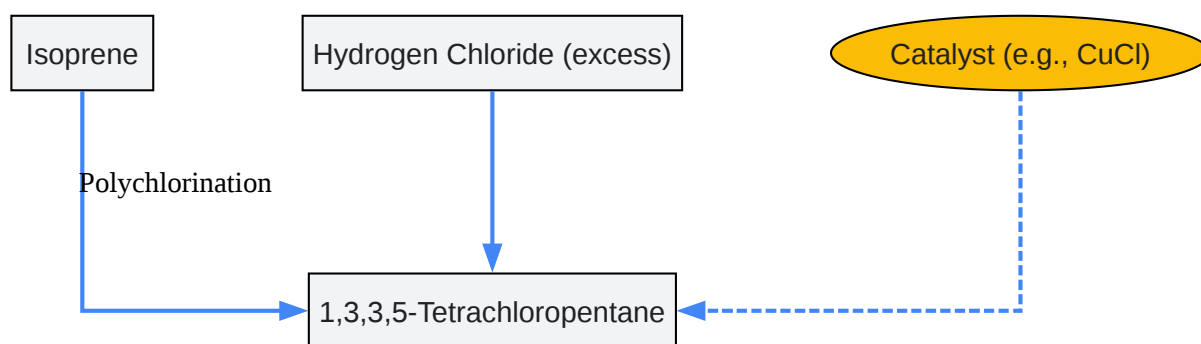 Isoprene
Hydrogen Chloride (excess)
Catalyst (e.g., CuCl)
Polychlorination
1,3,3,5-Tetrachloropentane